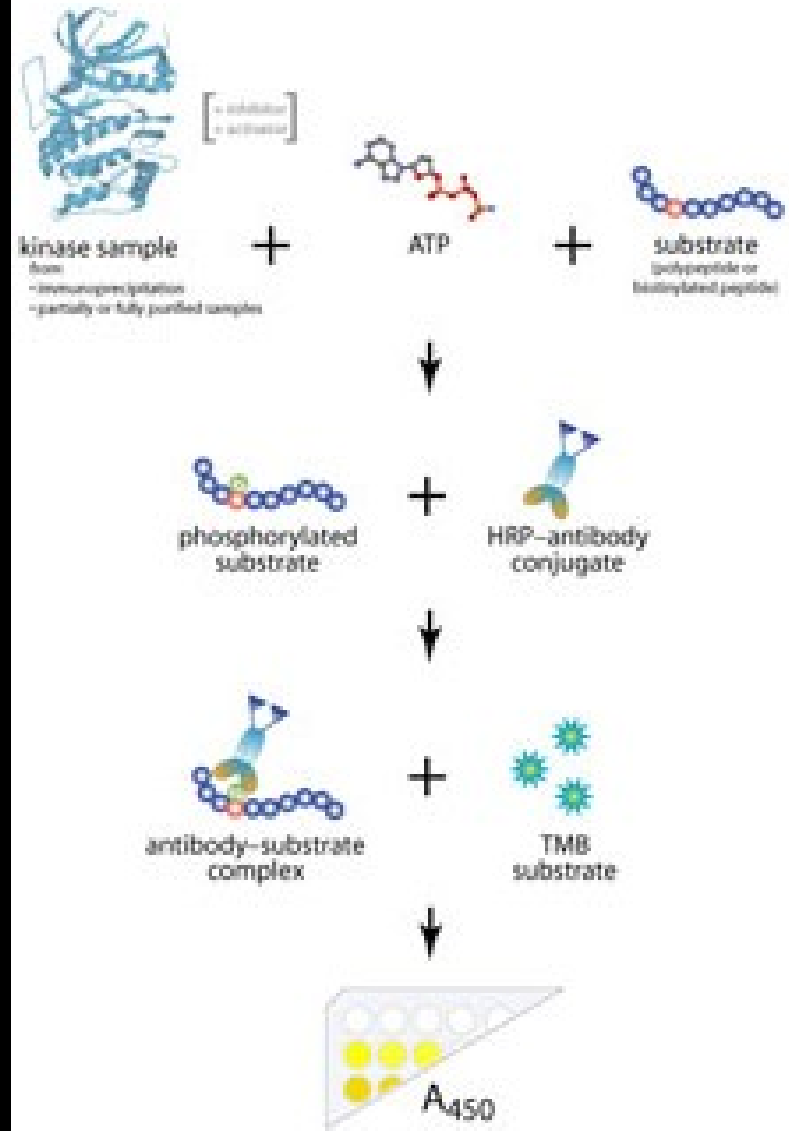 + inhibitor
+ activator
kinase sample
from:
• immunoprecipitation
• partially or fully purified samples
+
ATP
+
substrate
(polypeptide or
biotinylated peptide)
phosphorylated
substrate
+
HRP-antibody
conjugate
antibody-substrate
complex
+
TMB
substrate
A450